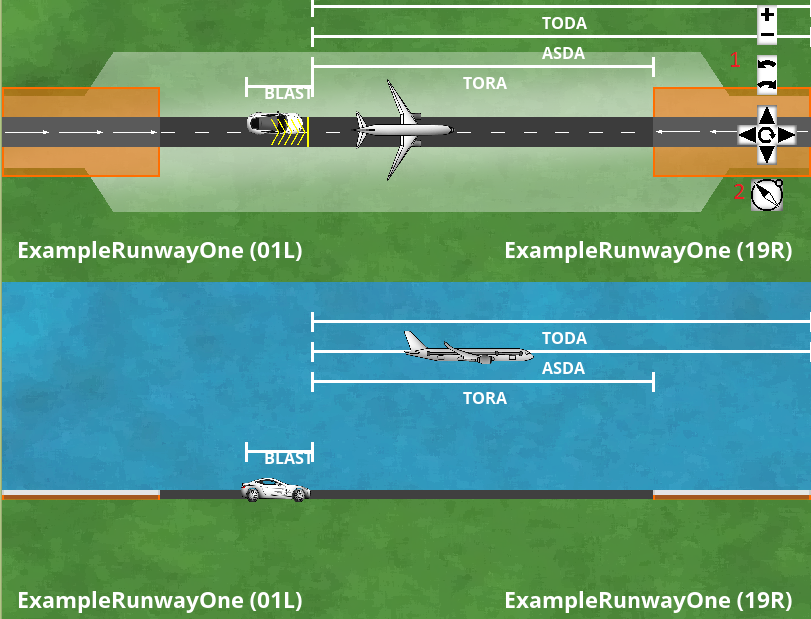 TODA
+
-
ASDA
1
TORA
BLAST
2
ExampleRunwayOne (01L)
ExampleRunwayOne (19R)
TODA
ASDA
TORA
BLAST
ExampleRunwayOne (01L)
ExampleRunwayOne (19R)